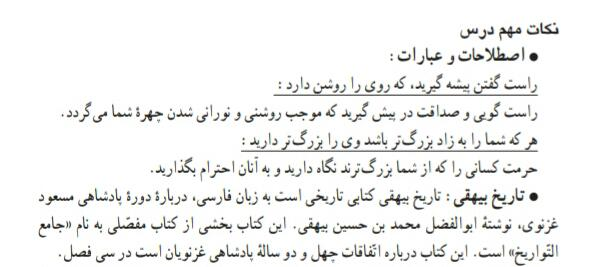 نکات مهم درس
● اصطلاحات و عبارات :
راست گفتن پیشه گیرید، که روی را روشن دارد :
راست گویی و صداقت در پیش گیرید که موجب روشنی و نورانی شدن چهرهٔ شما می‌گردد.
هر که شما را به زاد بزرگ‌تر باشد وی را بزرگ‌تر دارید :
حرمت کسانی را که از شما بزرگ‌ترند نگاه دارید و به آنان احترام بگذارید.
● تاریخ بیهقی : تاریخ بیهقی کتابی تاریخی است به زبان فارسی، دربارهٔ دورهٔ پادشاهی مسعود
غزنوی، نوشتهٔ ابوالفضل محمد بن حسین بیهقی. این کتاب بخشی از کتاب مفصّلی به نام «جامع
التّواریخ» است. این کتاب درباره اتّفاقات چهل و دو سالهٔ پادشاهی غزنویان است در سی فصل.